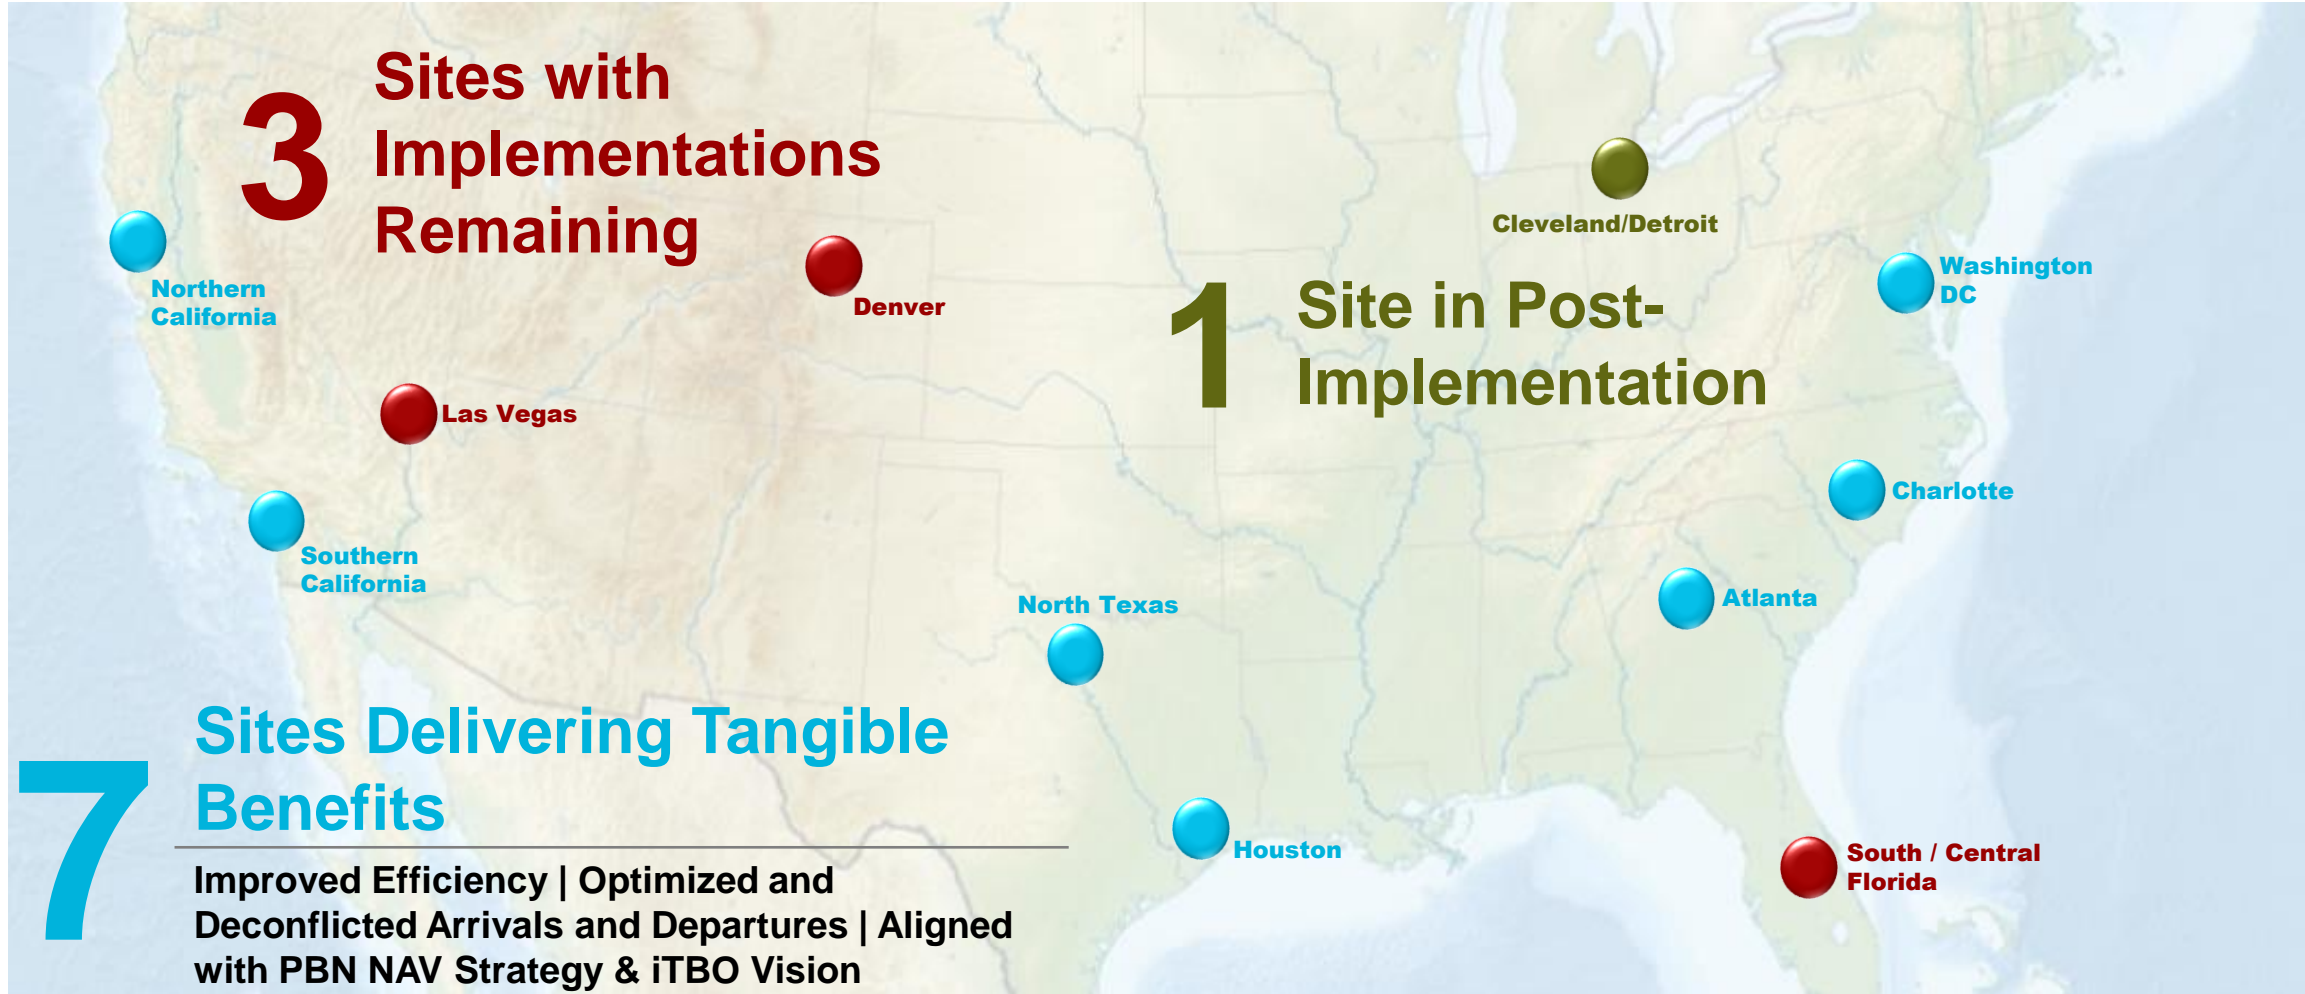 3
Sites with
Implementations
Remaining
Northern
California
Denver
Las Vegas
Southern
California
Cleveland/Detroit
Washington
DC
1
Site in Post-
Implementation
Charlotte
Atlanta
North Texas
Houston
South / Central
Florida
7
Sites Delivering Tangible
Benefits
Improved Efficiency | Optimized and
Deconflicted Arrivals and Departures | Aligned
with PBN NAV Strategy & iTBO Vision